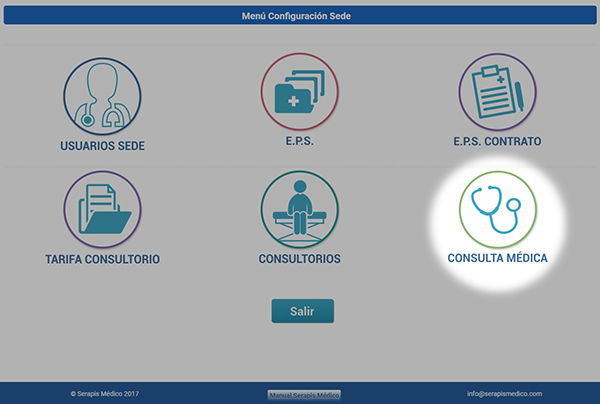 Menú Configuración Sede
USUARIOS SEDE
E.P.S.
E.P.S. CONTRATO
TARIFA CONSULTORIO
CONSULTORIOS
CONSULTA MÉDICA
Salir
© Serapis Médico 2017
Manual Serapis Médico
info@serapismedico.com